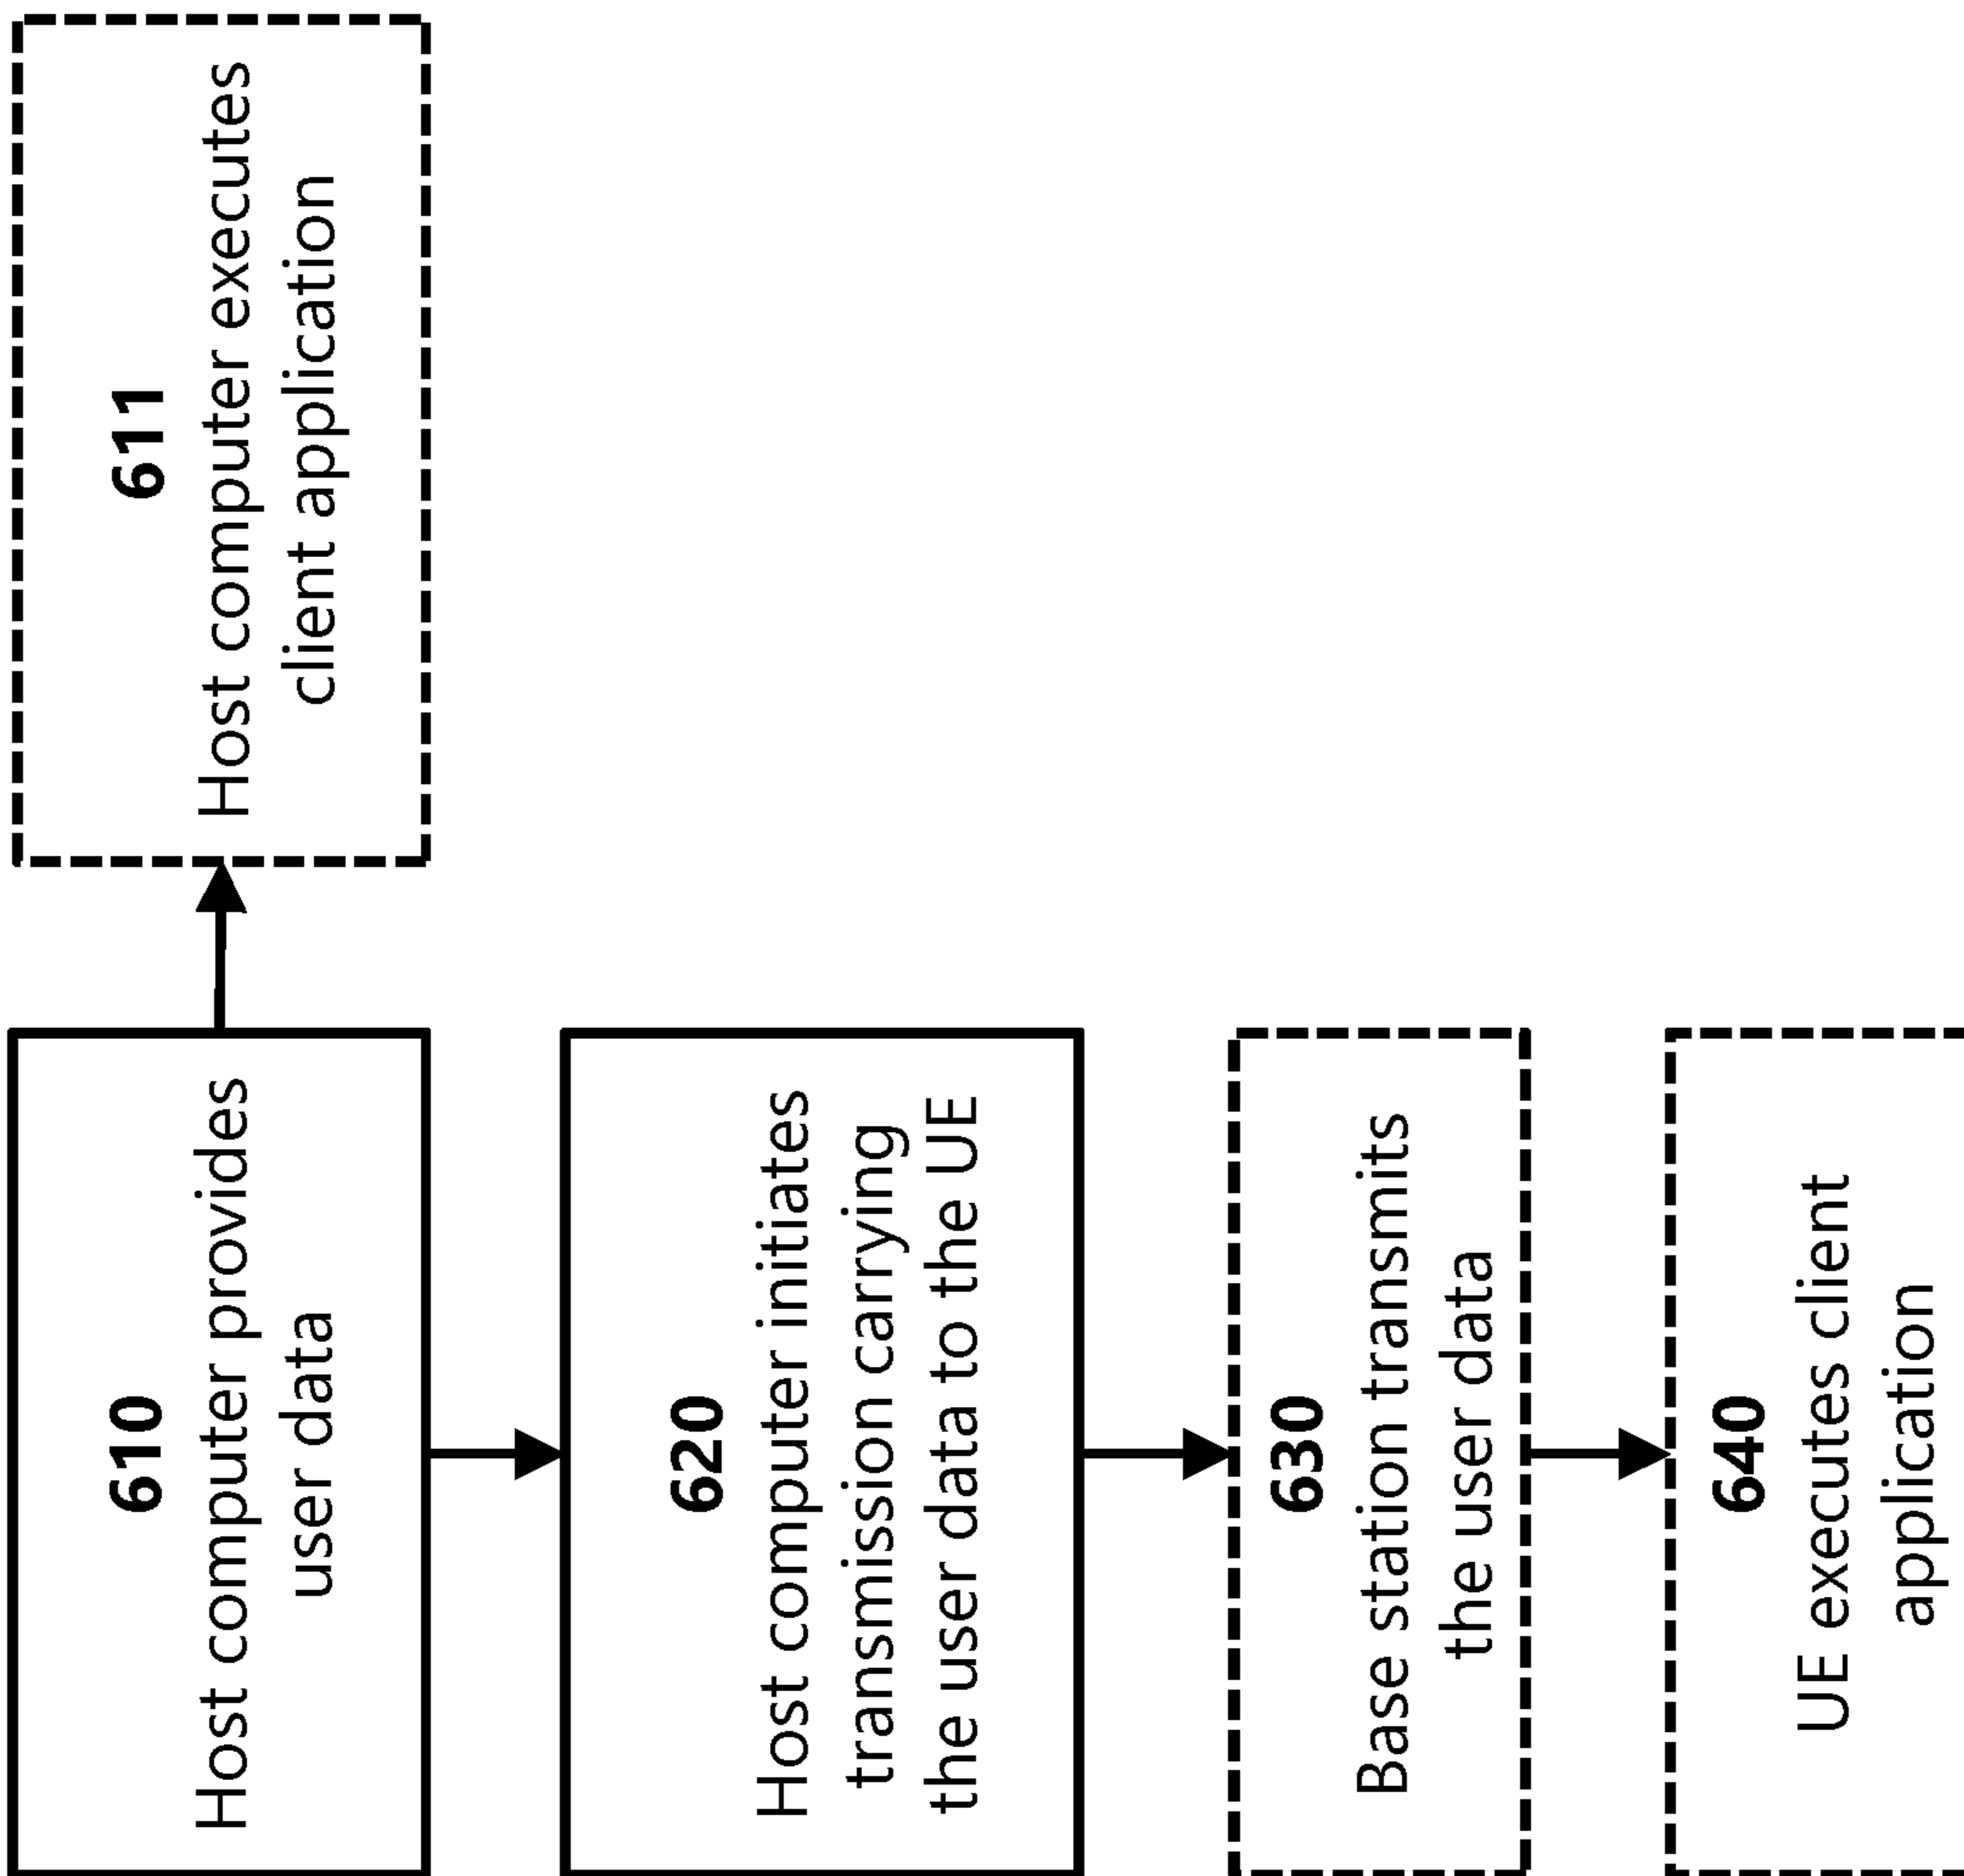 610
Host computer provides
user data
611
Host computer executes
client application
620
Host computer initiates
transmission carrying
the user data to the UE
630
Base station transmits
the user data
640
UE executes client
application